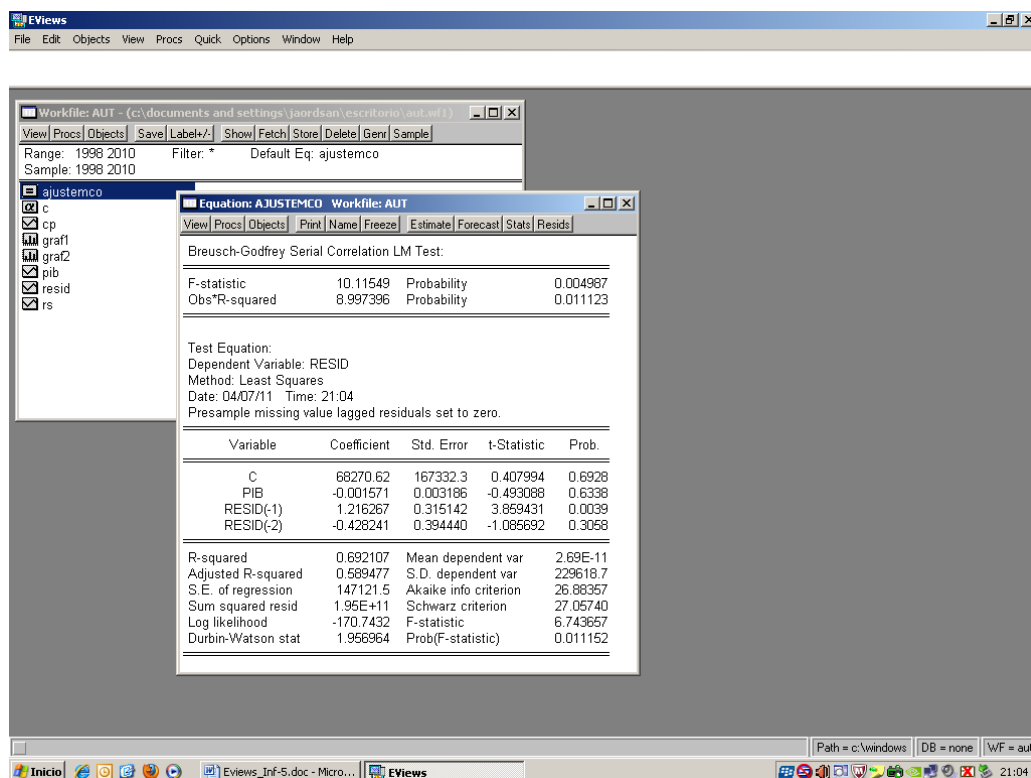 EViews
File Edit Objects View Procs Quick Options Window Help
Workfile: AUT - (c:\documents and settings\jaordsan\escritorio\aut.wf1)
View Procs Objects Save Label+/- Show Fetch Store Delete Genr Sample
Range: 1998 2010 Filter: * Default Eq: ajustemco
Sample: 1998 2010
ajustemco
c
cp
graf1
graf2
pib
resid
rs
Equation: AJUSTEMCO Workfile: AUT
View Procs Objects Print Name Freeze Estimate Forecast Stats Resids
Breusch-Godfrey Serial Correlation LM Test:
F-statistic 10.11549 Probability 0.004987
Obs*R-squared 8.997396 Probability 0.011123
Test Equation:
Dependent Variable: RESID
Method: Least Squares
Date: 04/07/11 Time: 21:04
Presample missing value lagged residuals set to zero.
Variable Coefficient Std. Error t-Statistic Prob.
C 68270.62 167332.3 0.407994 0.6928
PIB -0.001571 0.003186 -0.493088 0.6338
RESID(-1) 1.216267 0.315142 3.859431 0.0039
RESID(-2) -0.428241 0.394440 -1.085692 0.3058
R-squared 0.692107 Mean dependent var 2.69E-11
Adjusted R-squared 0.589477 S.D. dependent var 229618.7
S.E. of regression 147121.5 Akaike info criterion 26.88357
Sum squared resid 1.95E+11 Schwarz criterion 27.05740
Log likelihood -170.7432 F-statistic 6.743657
Durbin-Watson stat 1.956964 Prob(F-statistic) 0.011152
Path = c:\windows DB = none WF = aut
Inicio Eviews_Inf-5.doc - Micro... EViews 21:04